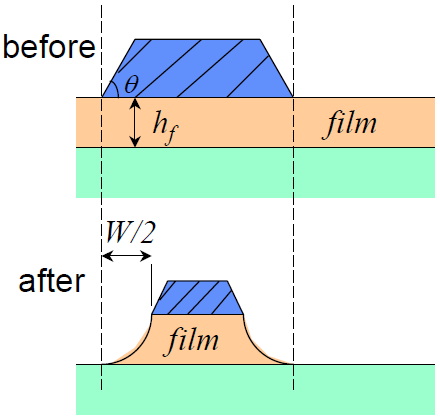 before
θ
h_f film
W/2
after
film